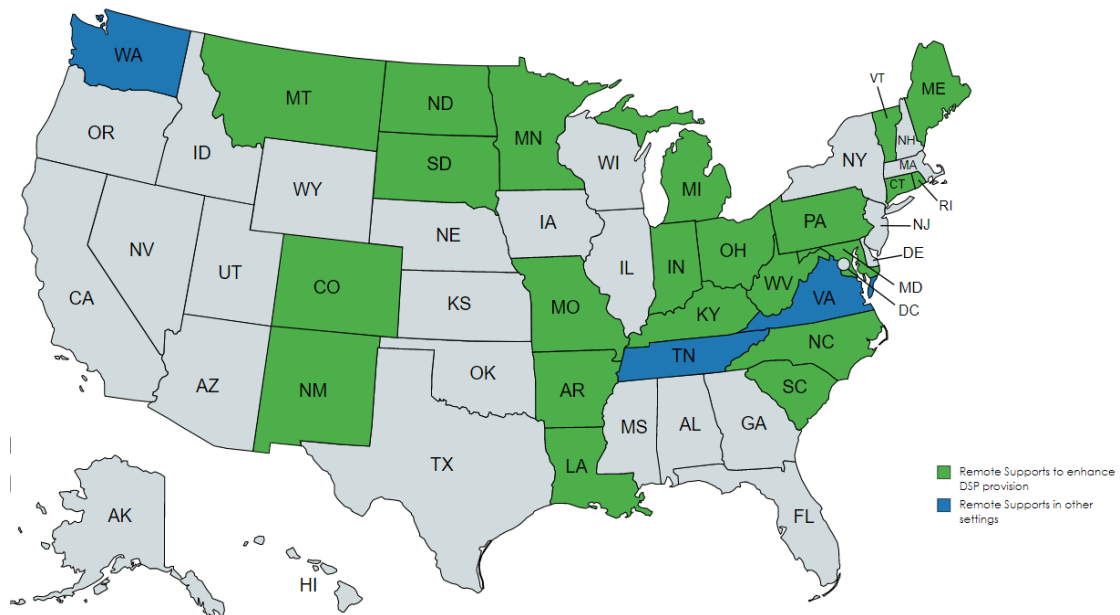 WA
MT
ND
MN
VT
ME
OR
ID
SD
WI
NY
NH
MA
WY
MI
CT
RI
PA
NJ
NE
IA
OH
NV
UT
IL
IN
DE
CA
CO
WV
MD
KS
MO
VA
DC
KY
TN
NC
AZ
OK
NM
AR
SC
MS
AL
GA
TX
LA
AK
FL
HI
Remote Supports to enhance
DSP provision
Remote Supports in other
settings